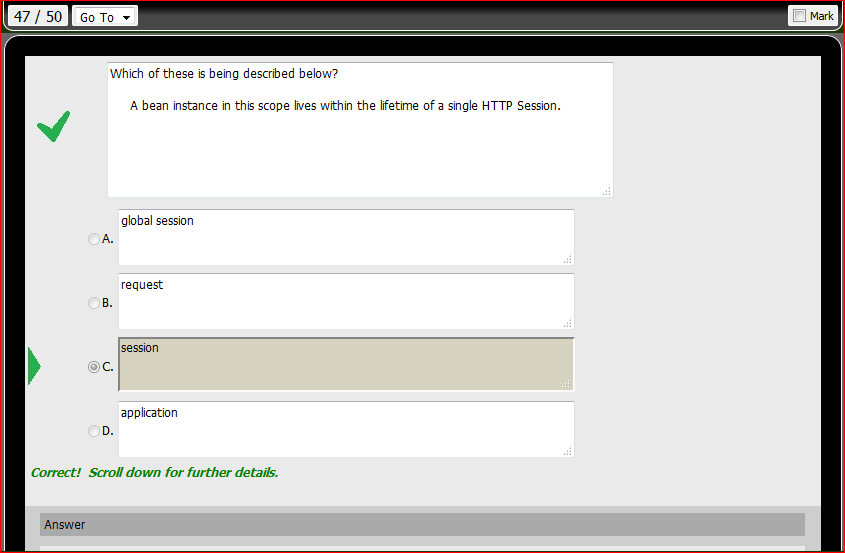 47 / 50 Go To Mark
Which of these is being described below?
A bean instance in this scope lives within the lifetime of a single HTTP Session.
A. global session
B. request
C. session
D. application
Correct! Scroll down for further details.
Answer